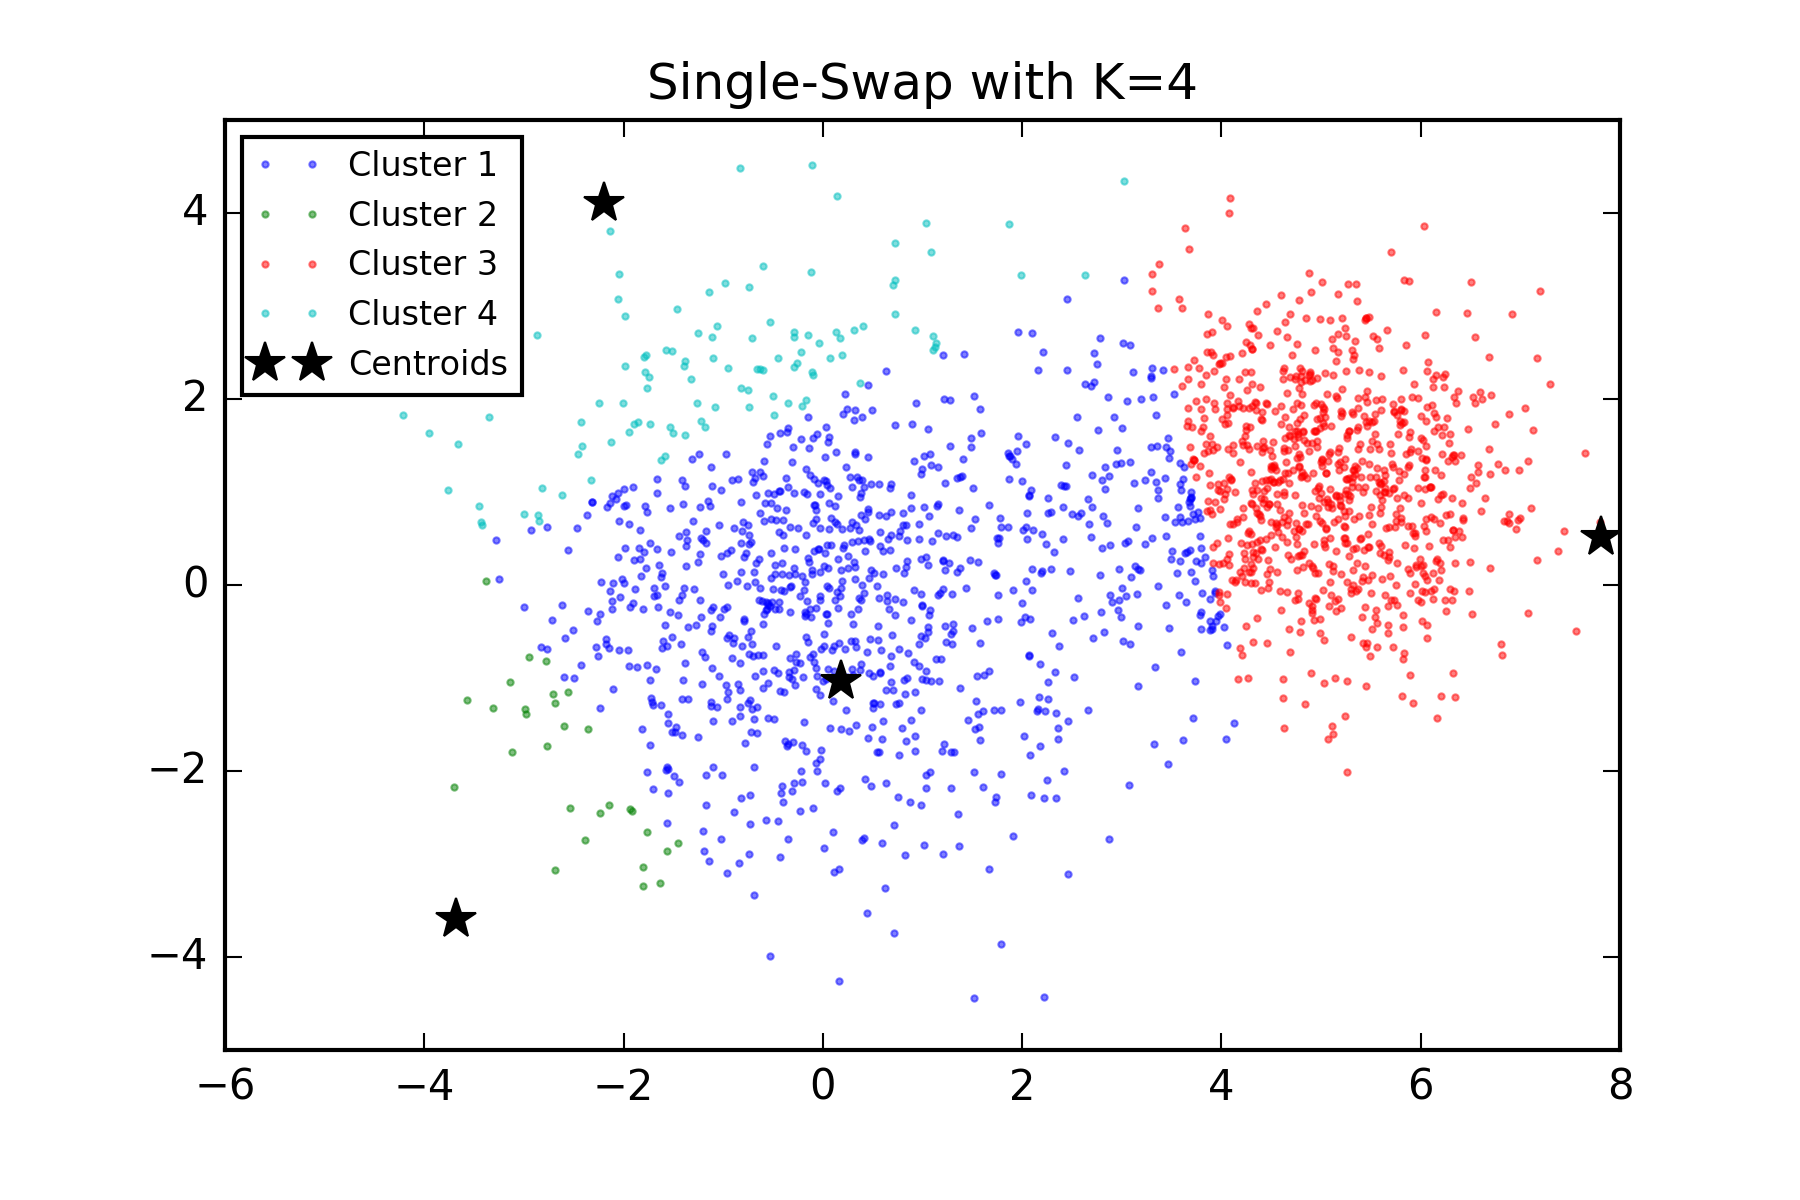 Single-Swap with K=4
Cluster 1
Cluster 2
Cluster 3
Cluster 4
Centroids
4
2
0
−2
−4
−6 −4 −2 0 2 4 6 8